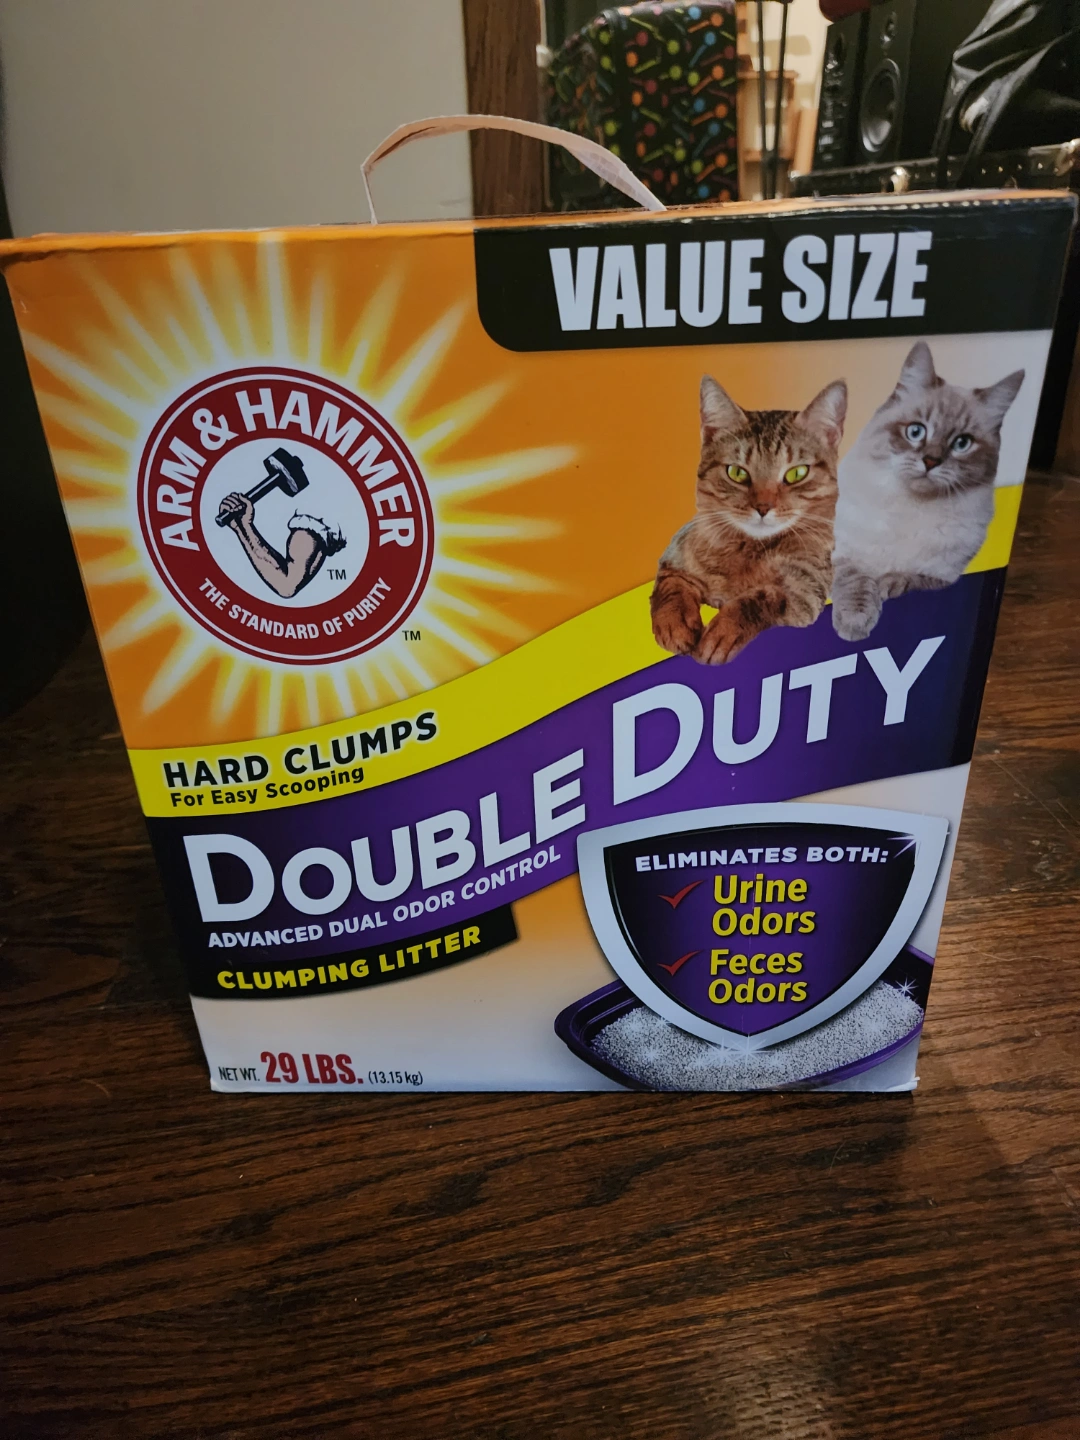 VALUE SIZE
ARM & HAMMER
TM
THE STANDARD OF PURITY
TM
HARD CLUMPS
For Easy Scooping
DOUBLE DUTY
ADVANCED DUAL ODOR CONTROL
CLUMPING LITTER
ELIMINATES BOTH:
Urine
Odors
Feces
Odors
NET WT. 29 LBS. (13.15 kg)